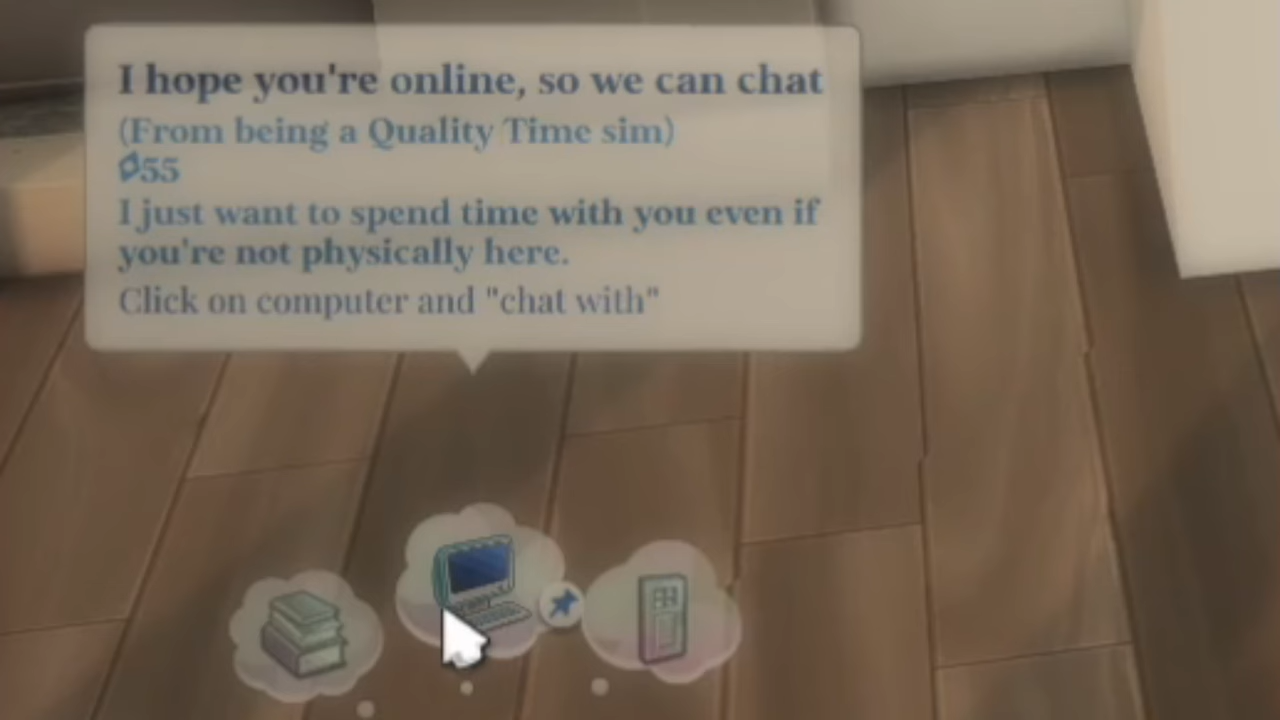 I hope you're online, so we can chat
(From being a Quality Time sim)
55
I just want to spend time with you even if
you're not physically here.
Click on computer and "chat with"